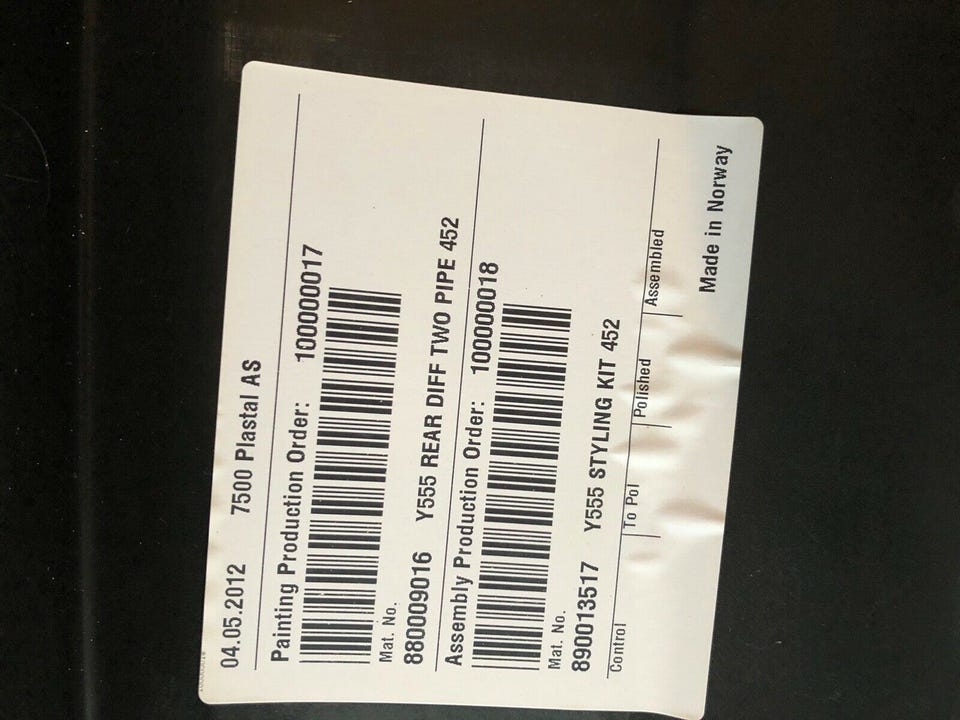 04.05.2012 7500 Plastal AS
Painting Production Order: 100000017
Mat. No.
880009016 Y555 REAR DIFF TWO PIPE 452
Assembly Production Order: 100000018
Mat. No.
890013517 Y555 STYLING KIT 452
Control To Pol Polished Assembled
Made in Norway